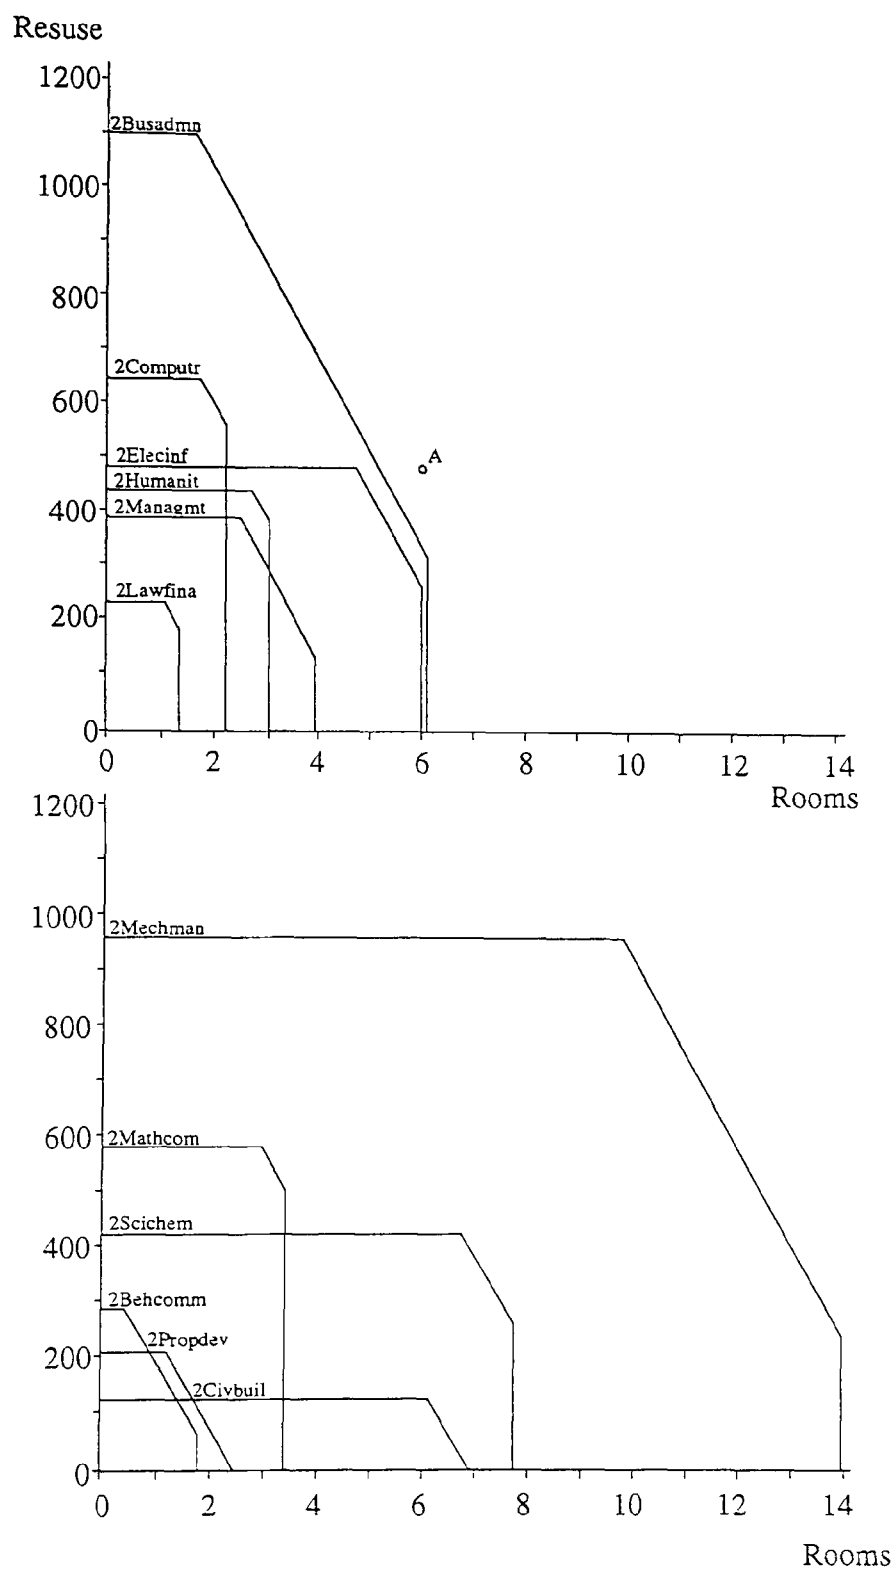 Resuse
1200
2Busadmn
1000
800
2Computr
600
2Elecinf
A
2Humanit
400
2Managmt
2Lawfina
200
0
0 2 4 6 8 10 12 14
Rooms
1200
1000
2Mechman
800
600
2Mathcom
2Scichem
400
2Behcomm
2Propdev
200
2Civbuil
0
0 2 4 6 8 10 12 14
Rooms